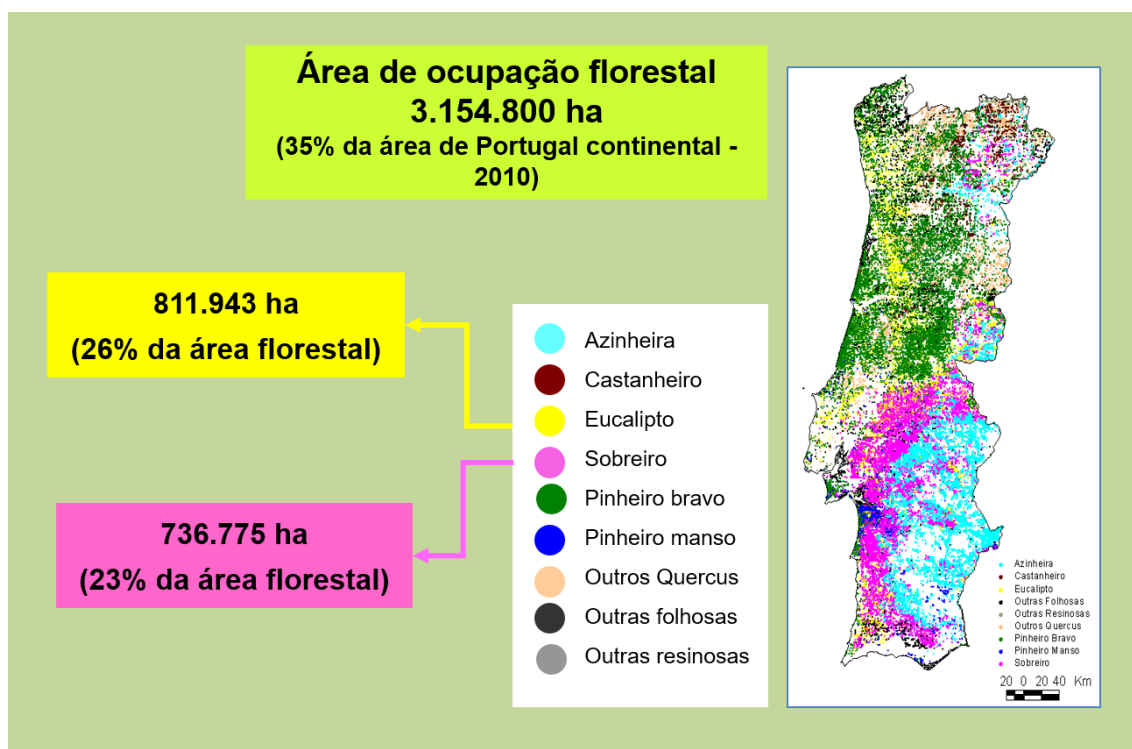 Área de ocupação florestal
3.154.800 ha
(35% da área de Portugal continental -
2010)
811.943 ha
(26% da área florestal)
736.775 ha
(23% da área florestal)
Azinheira
Castanheiro
Eucalipto
Sobreiro
Pinheiro bravo
Pinheiro manso
Outros Quercus
Outras folhosas
Outras resinosas
Azinheira
Castanheiro
Eucalipto
Outras Folhosas
Outras Resinosas
Outros Quercus
Pinheiro Bravo
Pinheiro Manso
Sobreiro
20 0 20 40 Km